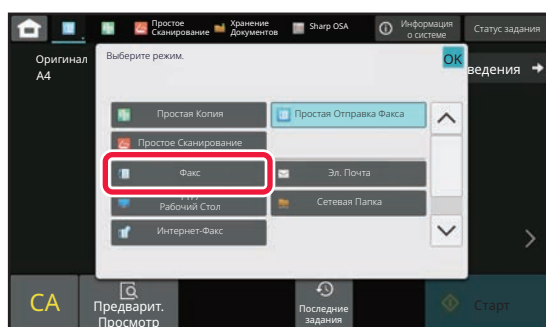 Простое
Сканирование
Хранение
Документов
Sharp OSA
Информация
о системе
Статус задания
Оригинал
A4
Выберите режим.
OK
ведения
Простая Копия
Простая Отправка Факса
Простое Сканирование
Факс
Эл. Почта
Рабочий Стол
Сетевая Папка
Интернет-Факс
CA
Предварит.
Просмотр
Последние
задания
Старт